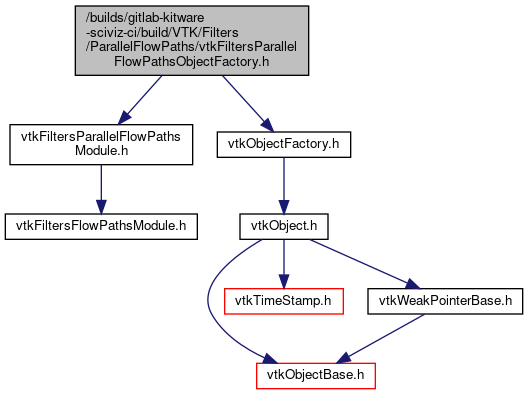 /builds/gitlab-kitware
-sciviz-ci/build/VTK/Filters
/ParallelFlowPaths/vtkFiltersParallel
FlowPathsObjectFactory.h
vtkFiltersParallelFlowPaths
Module.h
vtkObjectFactory.h
vtkFiltersFlowPathsModule.h
vtkObject.h
vtkTimeStamp.h
vtkWeakPointerBase.h
vtkObjectBase.h